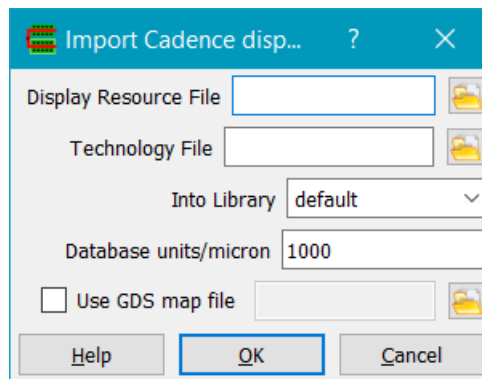 Import Cadence disp... ?
Display Resource File
Technology File
Into Library default
Database units/micron 1000
Use GDS map file
Help OK Cancel